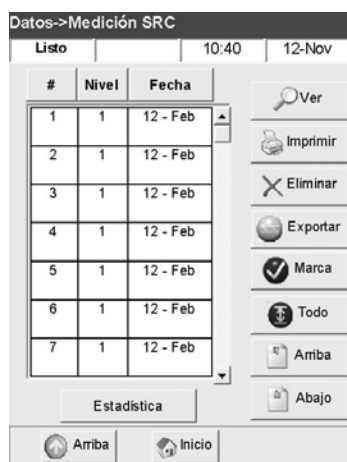 Datos->Medición SRC
Listo 10:40 12-Nov
# Nivel Fecha
1 1 12 - Feb
2 1 12 - Feb
3 1 12 - Feb
4 1 12 - Feb
5 1 12 - Feb
6 1 12 - Feb
7 1 12 - Feb
Ver
Imprimir
Eliminar
Exportar
Marca
Todo
Arriba
Abajo
Estadística
Arriba Inicio